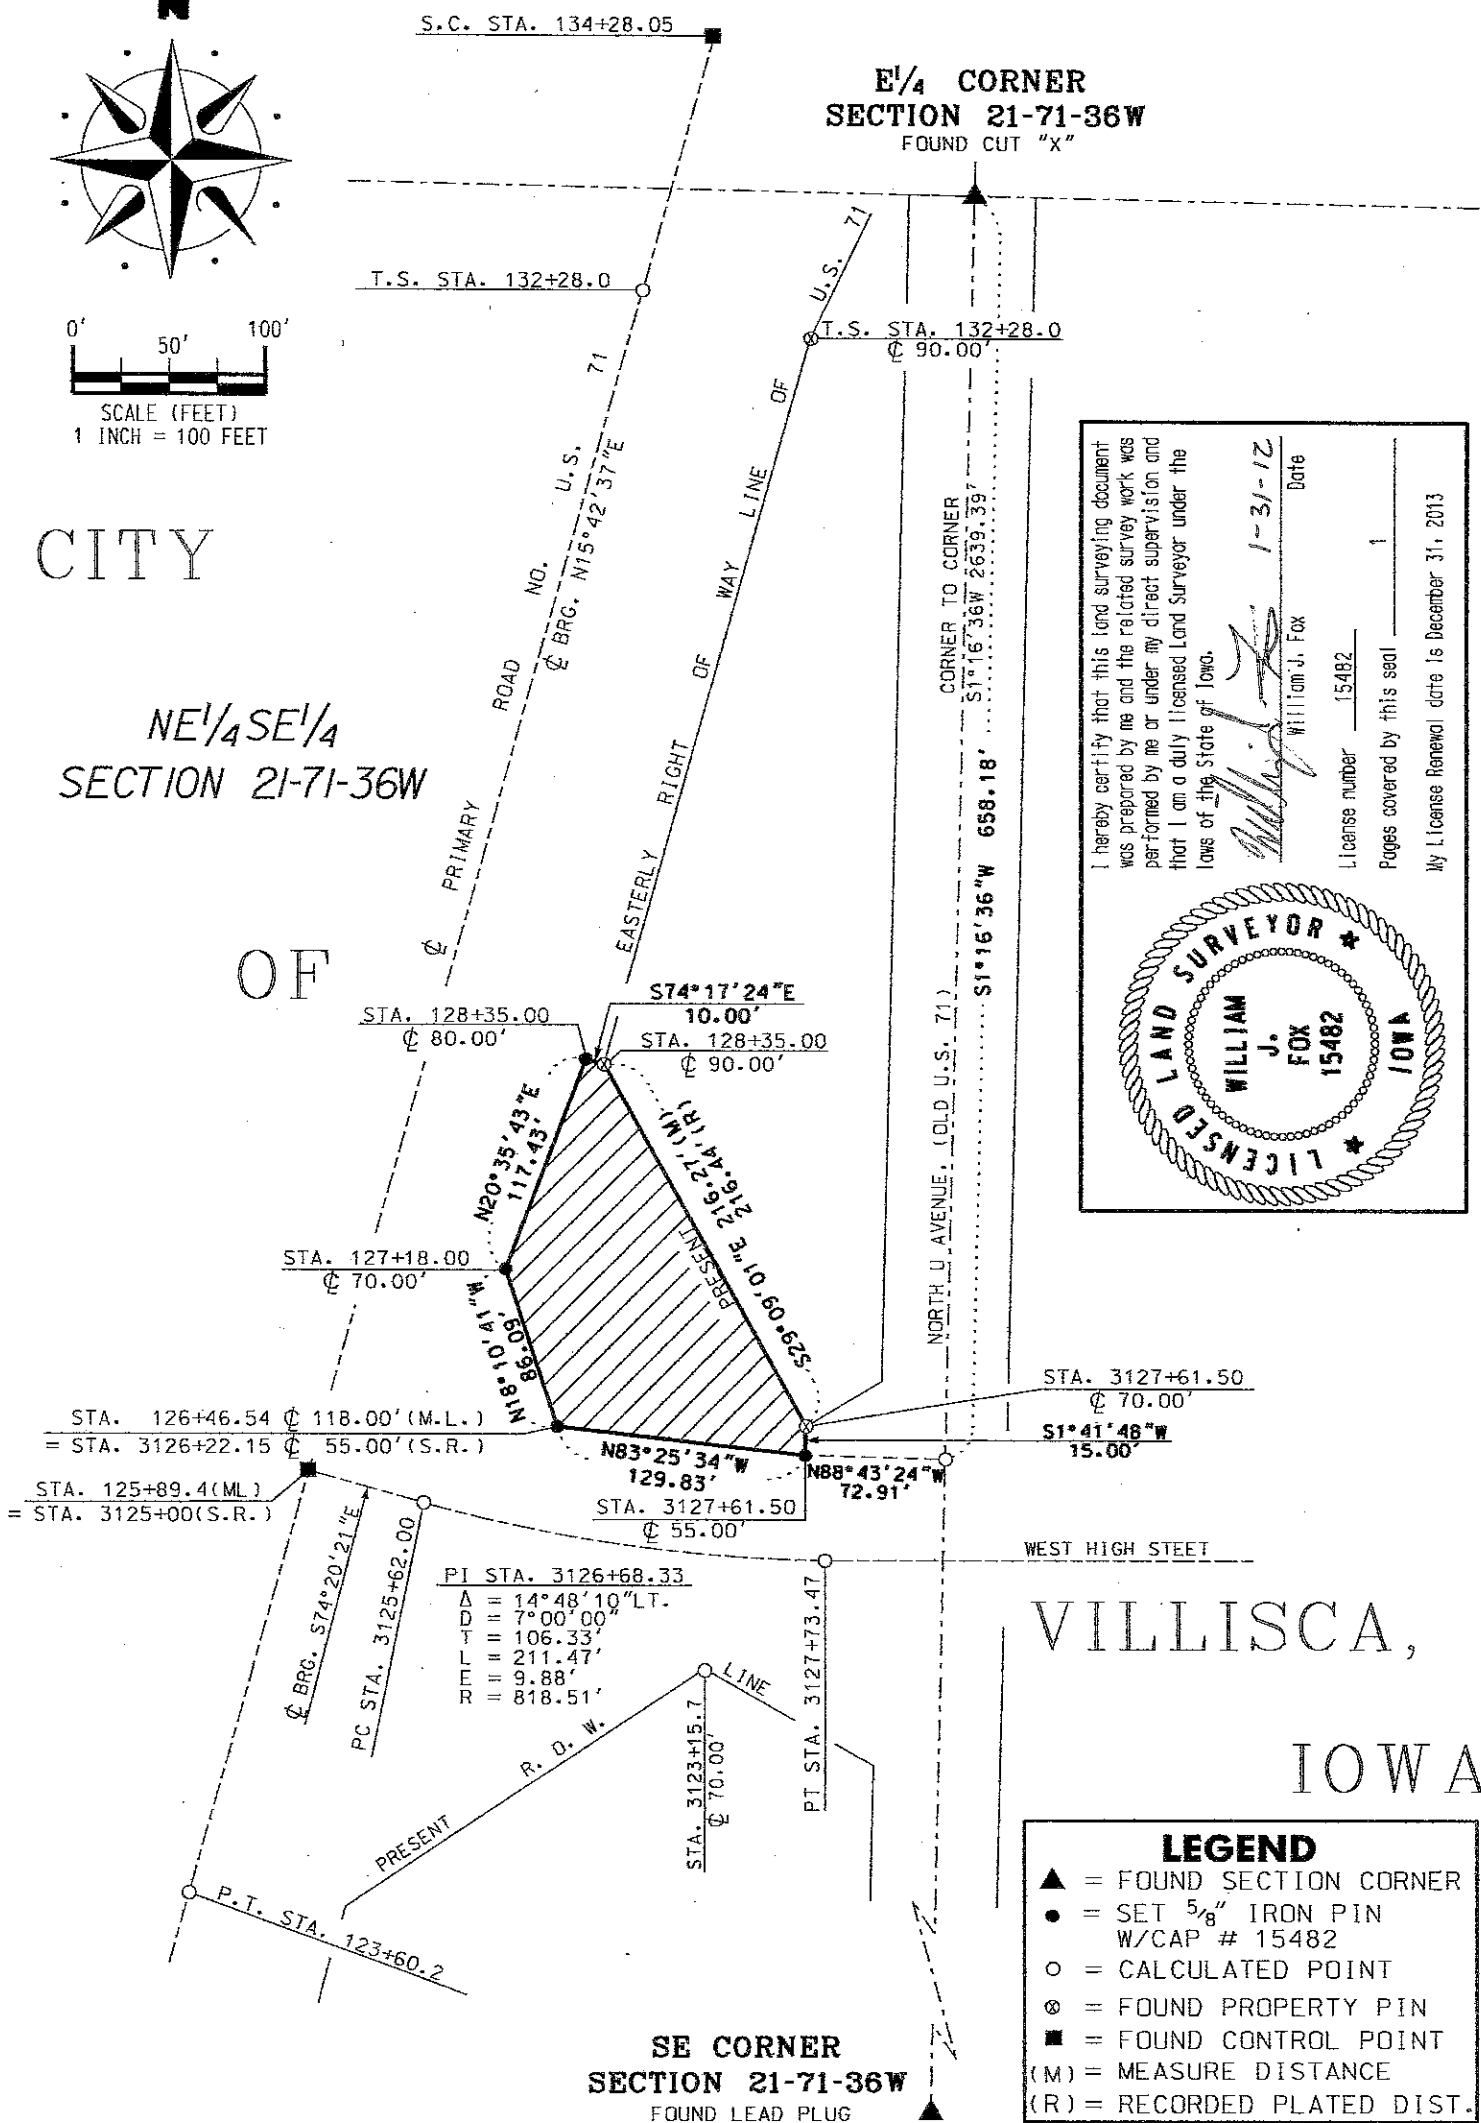 N
S.C. STA. 134+28.05
E1/4 CORNER
SECTION 21-71-36W
FOUND CUT "X"
T.S. STA. 132+28.0
U.S. 71
T.S. STA. 132+28.0
℄ 90.00'
0' 50' 100'
SCALE (FEET)
1 INCH = 100 FEET
CITY
NE1/4 SE1/4
SECTION 21-71-36W
OF
℄ PRIMARY ROAD NO. U.S. 71
℄ BRG. N15°42'37"E
EASTERLY RIGHT OF WAY LINE OF
CORNER TO CORNER
S1°16'36W 2639.39'
S1°16'36"W 658.18'
NORTH U AVENUE. (OLD U.S. 71)
I hereby certify that this land surveying document
was prepared by me and the related survey work was
performed by me or under my direct supervision and
that I am a duly licensed Land Surveyor under the
laws of the State of Iowa.
1-31-12
William J. Fox Date
License number 15482
Pages covered by this seal 1
My License Renewal date is December 31, 2013
LICENSED LAND SURVEYOR
WILLIAM
J.
FOX
15482
IOWA
S74°17'24"E
10.00'
STA. 128+35.00
℄ 80.00'
STA. 128+35.00
℄ 90.00'
N20°35'43"E
117.43'
216.27'(M)
216.44'(R)
S29°09'01"E
PRESENT
STA. 127+18.00
℄ 70.00'
N18°10'41"W
86.09'
STA. 3127+61.50
℄ 70.00'
S1°41'48"W
15.00'
STA. 126+46.54 ℄ 118.00'(M.L.)
= STA. 3126+22.15 ℄ 55.00'(S.R.)
N83°25'34"W
129.83'
N88°43'24"W
72.91'
STA. 125+89.4(ML)
= STA. 3125+00(S.R.)
STA. 3127+61.50
℄ 55.00'
WEST HIGH STEET
℄ BRG. S74°20'21"E
PC STA. 3125+62.00
PI STA. 3126+68.33
Δ = 14°48'10"LT.
D = 7°00'00"
T = 106.33'
L = 211.47'
E = 9.88'
R = 818.51'
PT STA. 3127+73.47
VILLISCA,
IOWA
PRESENT R. O. W. LINE
STA. 3123+15.7
℄ 70.00'
P.T. STA. 123+60.2
SE CORNER
SECTION 21-71-36W
FOUND LEAD PLUG
LEGEND
▲ = FOUND SECTION CORNER
● = SET 5/8" IRON PIN
W/CAP # 15482
○ = CALCULATED POINT
⊗ = FOUND PROPERTY PIN
■ = FOUND CONTROL POINT
(M) = MEASURE DISTANCE
(R) = RECORDED PLATED DIST.